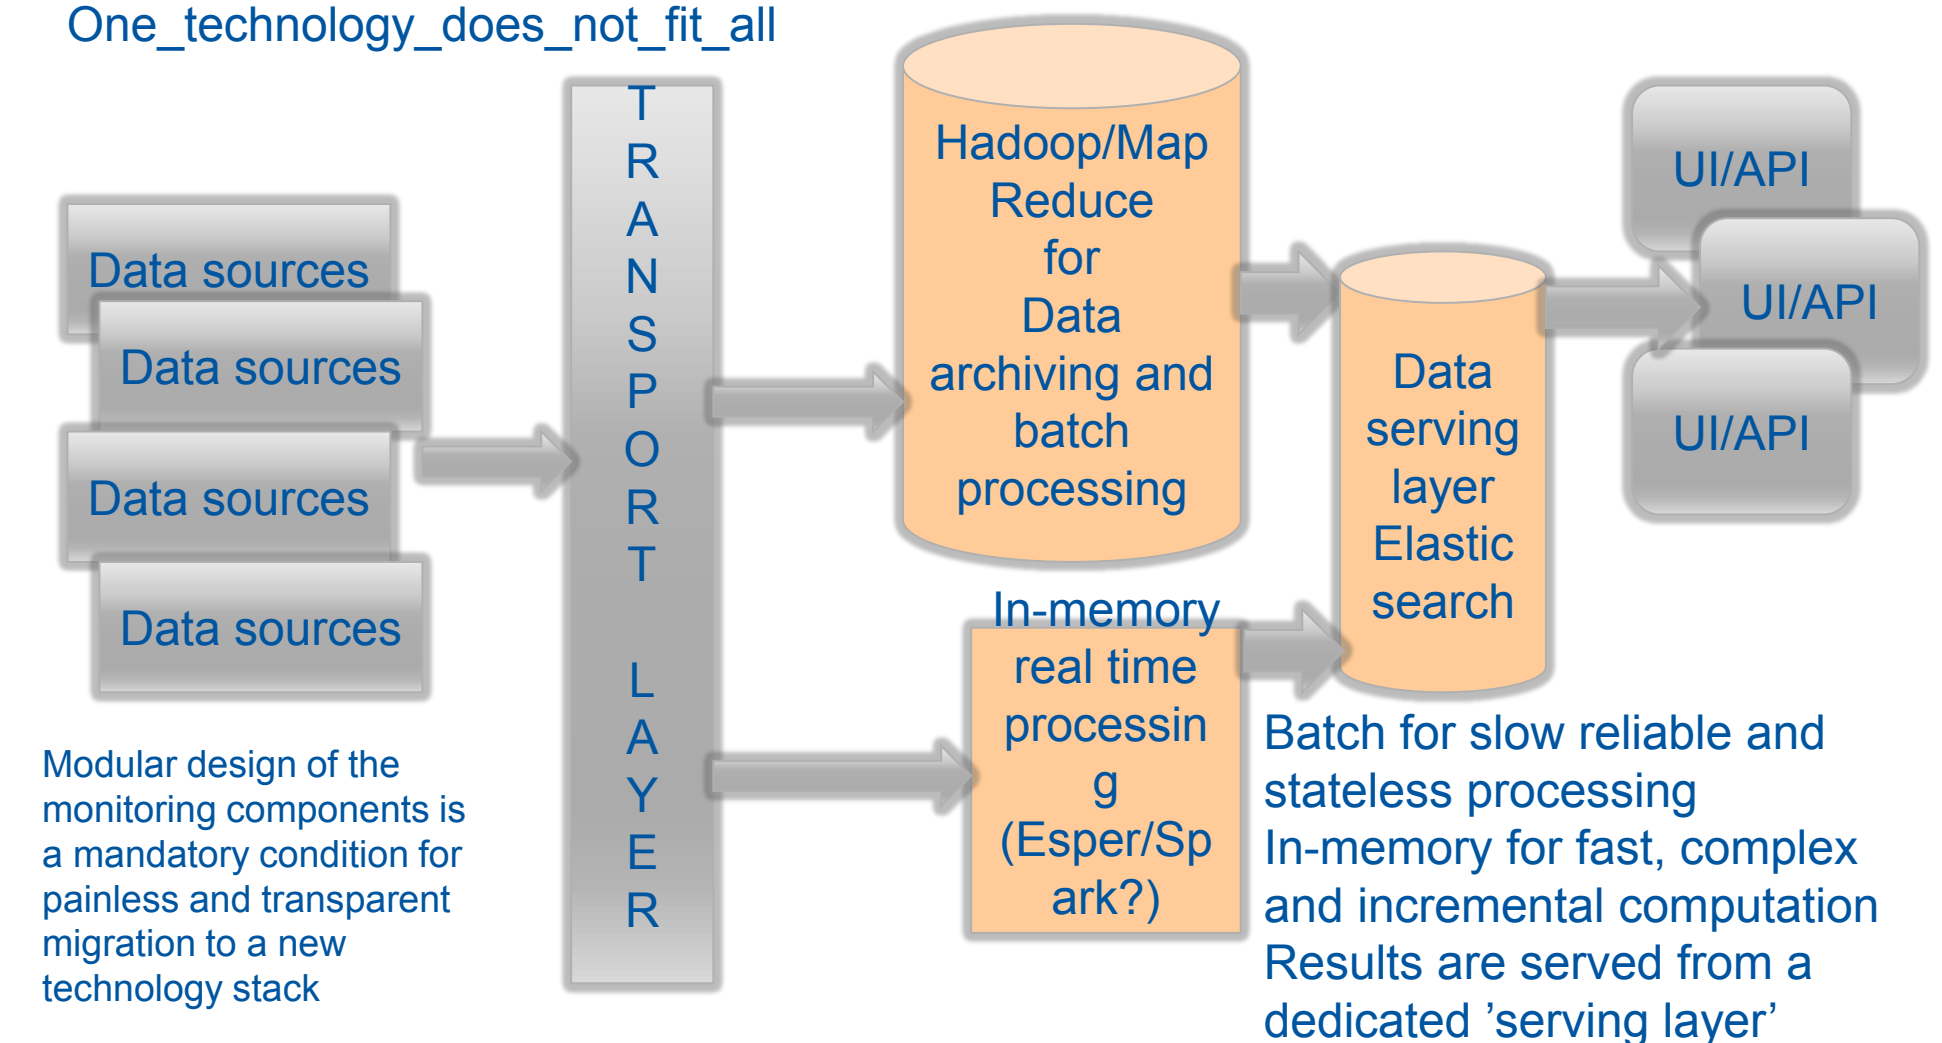 One_technology_does_not_fit_all
Data sources
Data sources
Data sources
Data sources
Modular design of the
monitoring components is
a mandatory condition for
painless and transparent
migration to a new
technology stack
T
R
A
N
S
P
O
R
T
L
A
Y
E
R
Hadoop/Map
Reduce
for
Data
archiving and
batch
processing
In-memory
real time
processin
g
(Esper/Sp
ark?)
Data
serving
layer
Elastic
search
UI/API
UI/API
UI/API
Batch for slow reliable and
stateless processing
In-memory for fast, complex
and incremental computation
Results are served from a
dedicated ’serving layer’